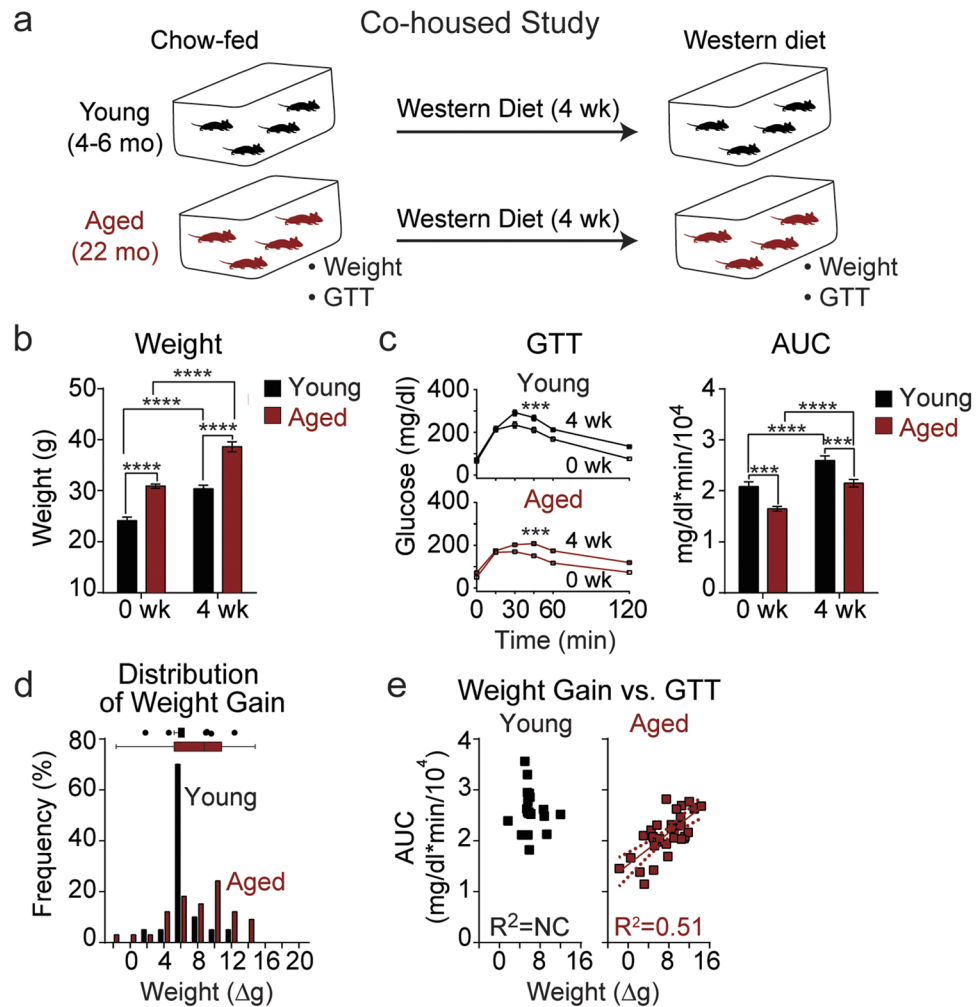 a
Co-housed Study
Chow-fed
Western diet
Young
(4-6 mo)
Western Diet (4 wk)
Aged
(22 mo)
Western Diet (4 wk)
• Weight
• GTT
• Weight
• GTT
b
Weight
Young
Aged
Weight (g)
50
40
30
20
10
****
****
****
****
0 wk
4 wk
c
GTT
Glucose (mg/dl)
Young
400
200
0
***
4 wk
0 wk
Aged
400
200
0
***
4 wk
0 wk
0
30
60
120
Time (min)
AUC
Young
Aged
mg/dl*min/10⁴
4
3
2
1
0
****
****
***
***
0 wk
4 wk
d
Distribution
of Weight Gain
Frequency (%)
80
60
40
20
0
Young
Aged
0 4 8 12 16 20
Weight (Δg)
e
Weight Gain vs. GTT
Young
Aged
AUC
(mg/dl*min/10⁴)
4
3
2
1
0
R²=NC
R²=0.51
0 8 16
0 8 16
Weight (Δg)